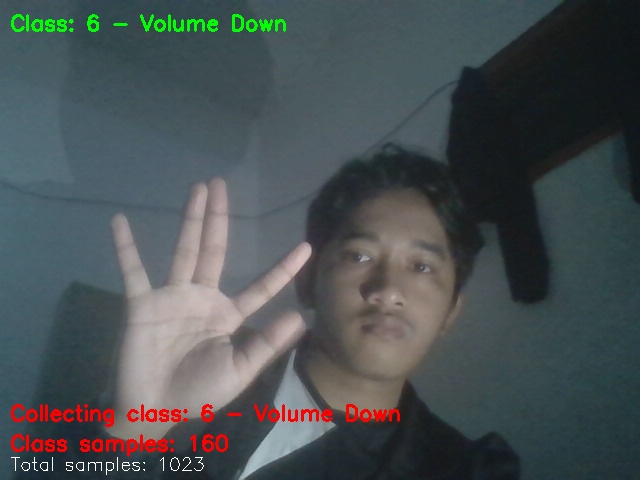 Class: 6 - Volume Down
Collecting class: 6 - Volume Down
Class samples: 160
Total samples: 1023